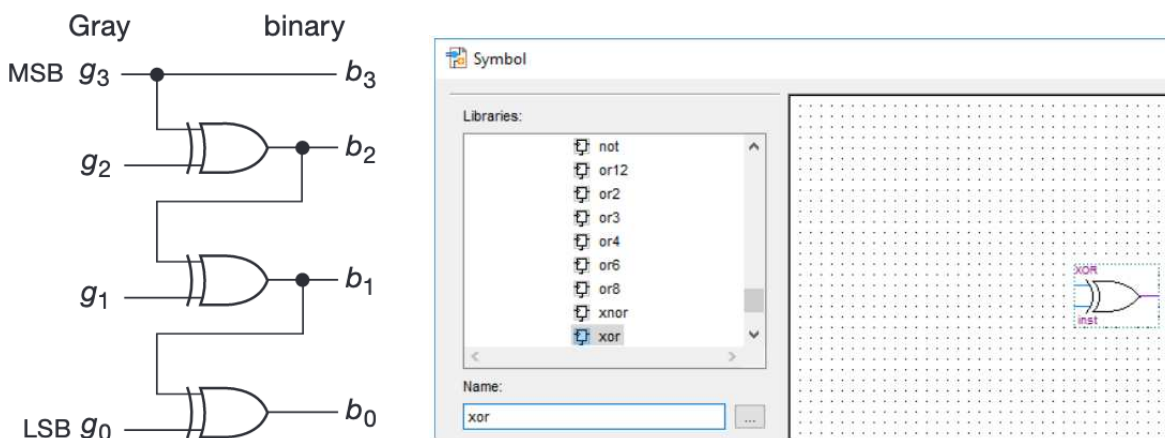 Gray binary
MSB g3 b3
g2 b2
g1 b1
LSB g0 b0
Symbol
Libraries:
not
or12
or2
or3
or4
or6
or8
xnor
xor
Name:
xor
...
XOR
inst